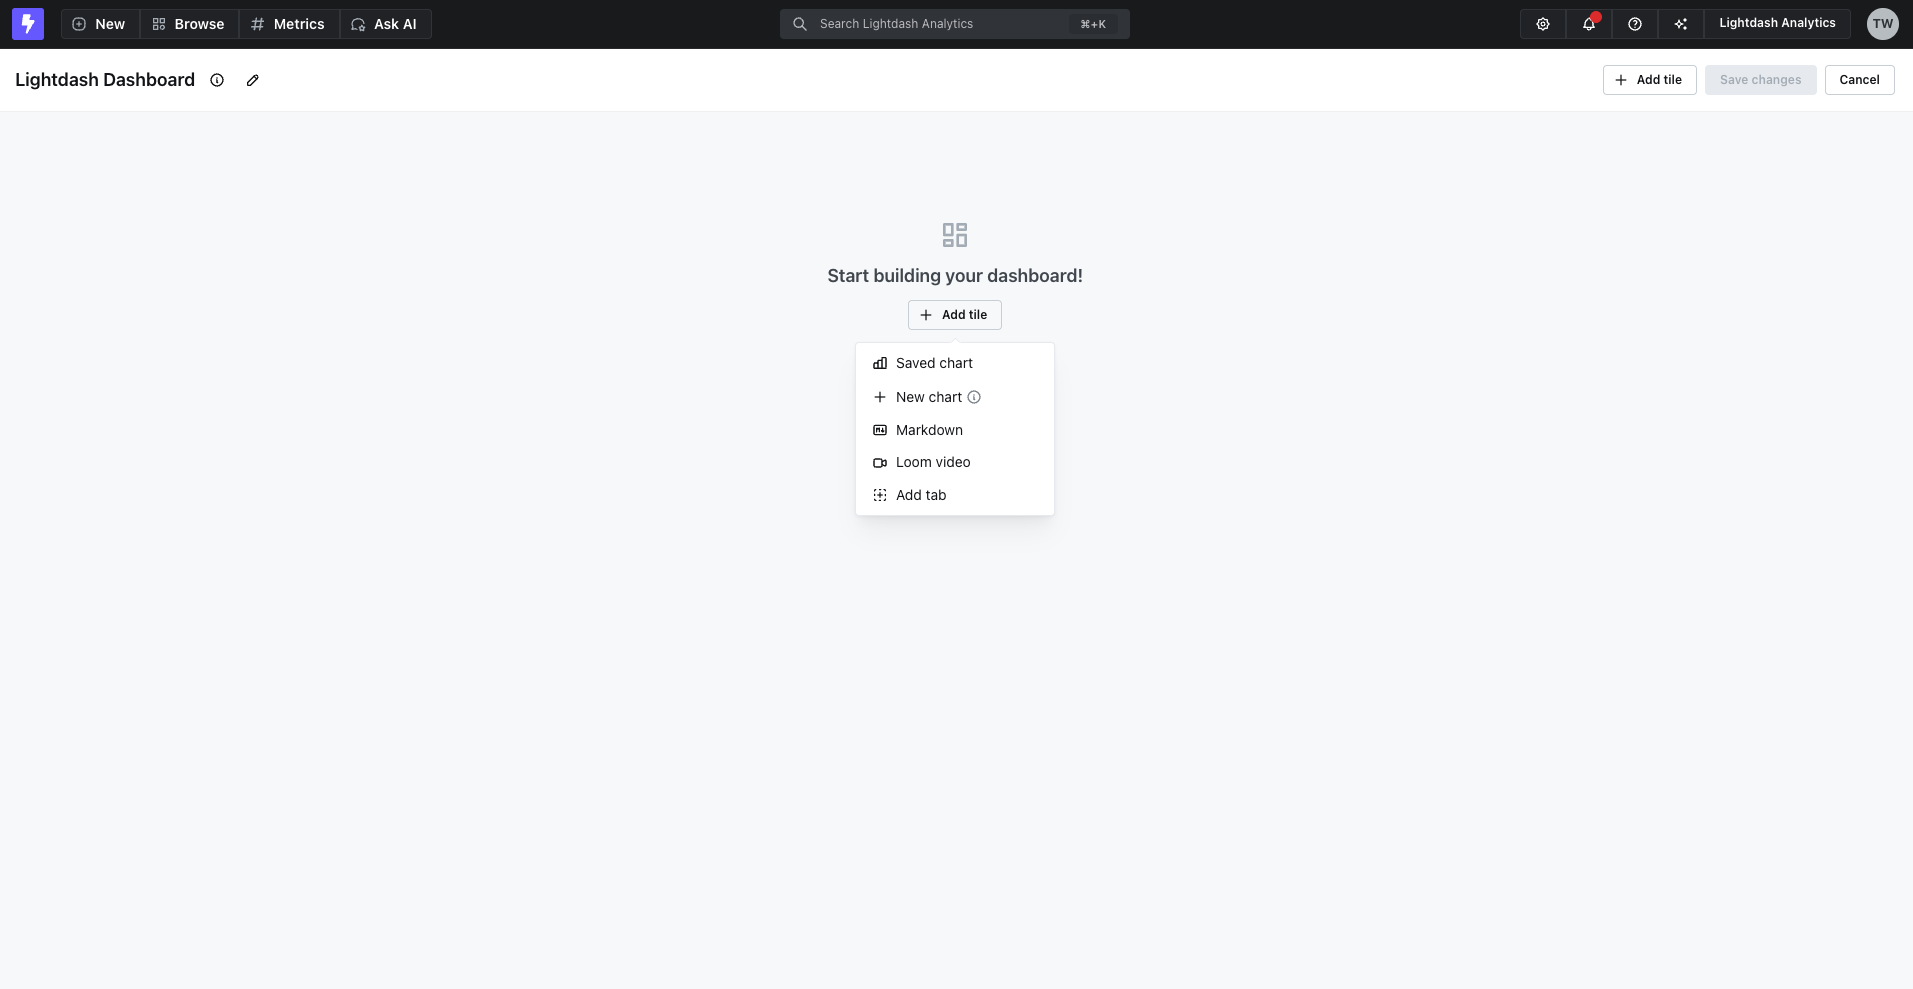 New Browse Metrics Ask AI Search Lightdash Analytics ⌘+K Lightdash Analytics TW
Lightdash Dashboard Add tile Save changes Cancel
Start building your dashboard!
Add tile
Saved chart
New chart
Markdown
Loom video
Add tab